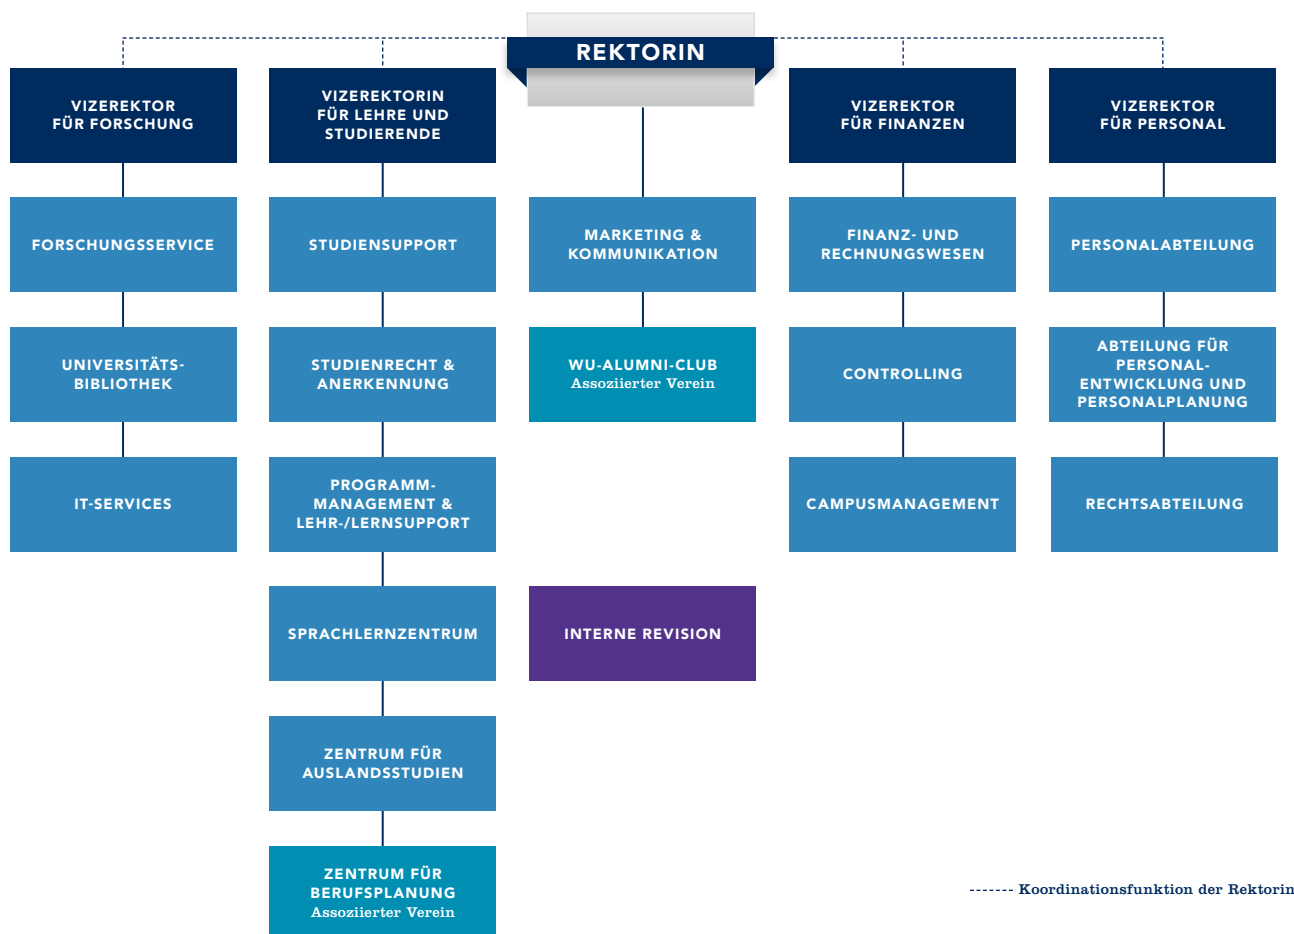 REKTORIN
VIZEREKTOR
FÜR FORSCHUNG
VIZEREKTORIN
FÜR LEHRE UND
STUDIERENDE
VIZEREKTOR
FÜR FINANZEN
VIZEREKTOR
FÜR PERSONAL
FORSCHUNGSSERVICE
STUDIENSUPPORT
MARKETING &
KOMMUNIKATION
FINANZ- UND
RECHNUNGSWESEN
PERSONALABTEILUNG
UNIVERSITÄTS-
BIBLIOTHEK
STUDIENRECHT &
ANERKENNUNG
WU-ALUMNI-CLUB
Assoziierter Verein
CONTROLLING
ABTEILUNG FÜR
PERSONAL-
ENTWICKLUNG UND
PERSONALPLANUNG
IT-SERVICES
PROGRAMM-
MANAGEMENT &
LEHR-/LERNSUPPORT
CAMPUSMANAGEMENT
RECHTSABTEILUNG
SPRACHLERNZENTRUM
INTERNE REVISION
ZENTRUM FÜR
AUSLANDSSTUDIEN
ZENTRUM FÜR
BERUFSPLANUNG
Assoziierter Verein
Koordinationsfunktion der Rektorin